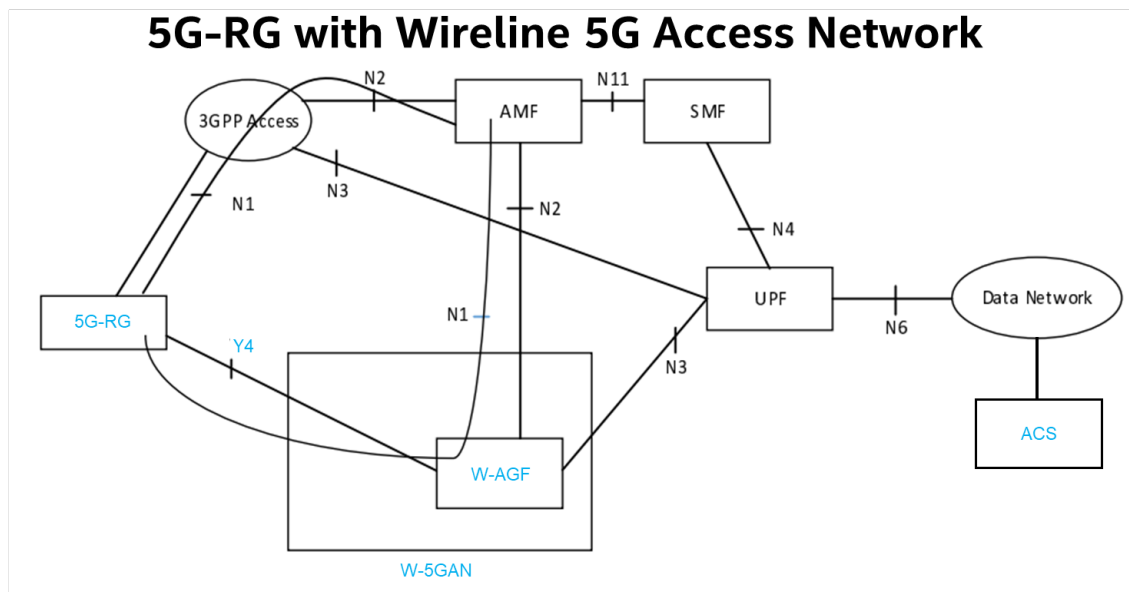 5G-RG with Wireline 5G Access Network
N2
N11
3GPP Access
AMF
SMF
N3
N1
N2
N4
UPF
Data Network
5G-RG
N1
N6
Y4
N3
ACS
W-AGF
W-5GAN